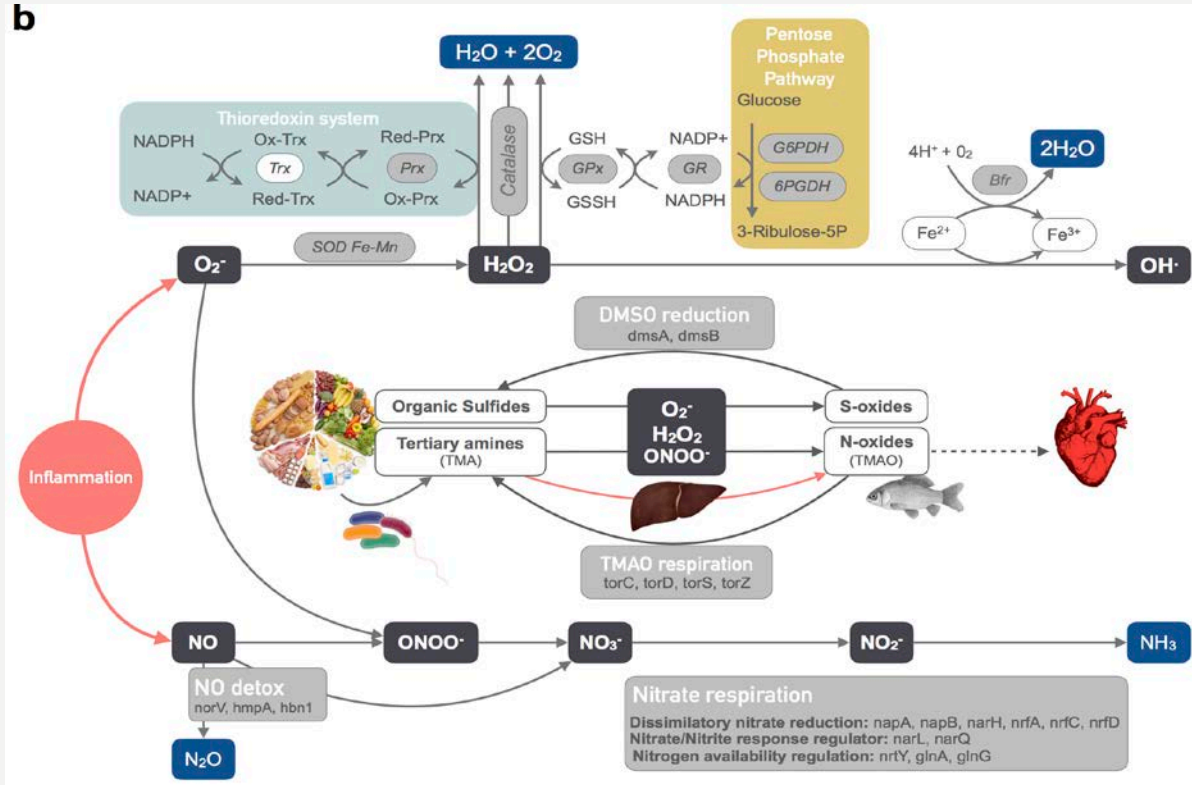 b
H₂O + 2O₂
Pentose
Phosphate
Pathway
Glucose
G6PDH
6PGDH
3-Ribulose-5P
Thioredoxin system
NADPH
Ox-Trx
Red-Prx
Trx
Prx
NADP+
Red-Trx
Ox-Prx
Catalase
GSH
NADP+
GPx
GR
GSSH
NADPH
4H⁺ + 0₂
2H₂O
Bfr
Fe²⁺
Fe³⁺
O₂⁻
SOD Fe-Mn
H₂O₂
OH·
DMSO reduction
dmsA, dmsB
Organic Sulfides
O₂⁻
H₂O₂
ONOO⁻
S-oxides
Tertiary amines
(TMA)
N-oxides
(TMAO)
Inflammation
TMAO respiration
torC, torD, torS, torZ
NO
ONOO⁻
NO₃⁻
NO₂⁻
NH₃
NO detox
norV, hmpA, hbn1
N₂O
Nitrate respiration
Dissimilatory nitrate reduction: napA, napB, narH, nrfA, nrfC, nrfD
Nitrate/Nitrite response regulator: narL, narQ
Nitrogen availability regulation: nrtY, glnA, glnG